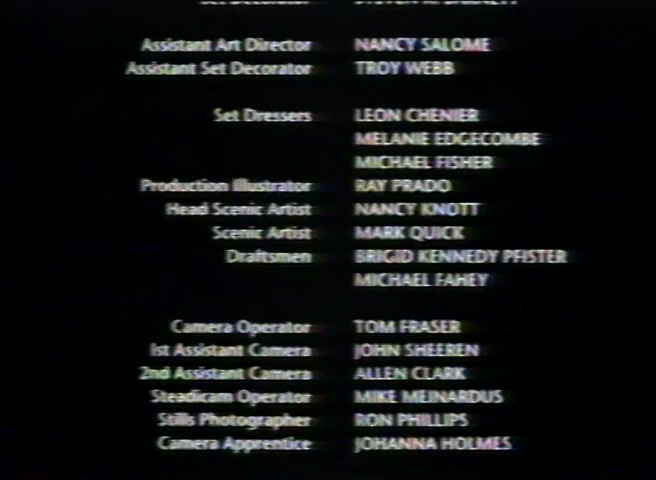 Assistant Art Director NANCY SALOME
Assistant Set Decorator TROY WEBB
Set Dressers LEON CHENIER
MELANIE EDGECOMBE
MICHAEL FISHER
Production Illustrator RAY PRADO
Head Scenic Artist NANCY KNOTT
Scenic Artist MARK QUICK
Draftsmen BRIGID KENNEDY PFISTER
MICHAEL FAHEY
Camera Operator TOM FRASER
1st Assistant Camera JOHN SHEEREN
2nd Assistant Camera ALLEN CLARK
Steadicam Operator MIKE MEINARDUS
Stills Photographer RON PHILLIPS
Camera Apprentice JOHANNA HOLMES